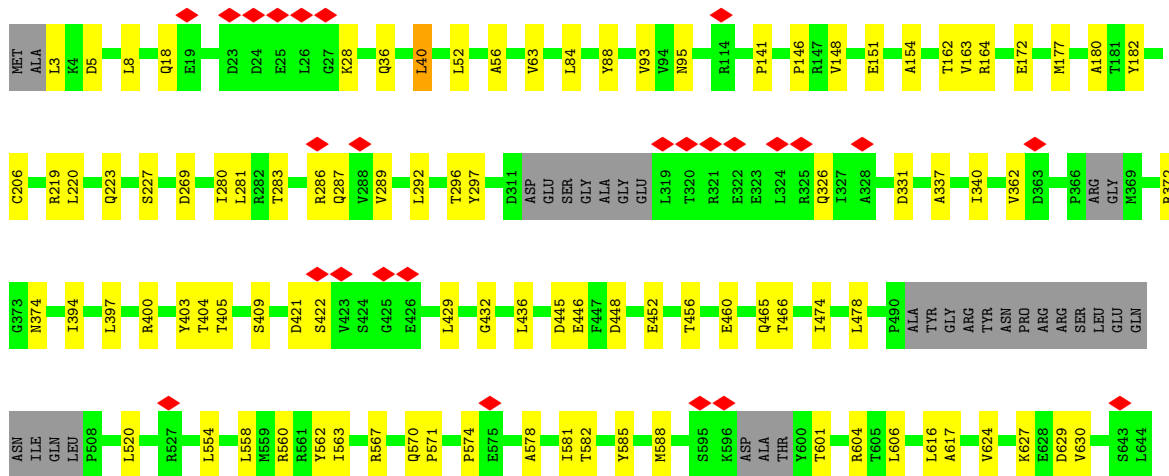 MET ALA L3 K4 D5 L8 Q18 E19 D23 D24 E25 L26 G27 K28 Q36 L40 L52 A56 V63 L84 Y88 V93 V94 N95 R114 P141 P146 R147 V148 E151 A154 T162 V163 R164 E172 M177 A180 T181 Y182
C206 R219 L220 Q223 S227 D269 I280 L281 R282 T283 R286 Q287 V288 V289 L292 T296 Y297 D311 ASP GLU SER GLY ALA GLY GLU L319 T320 R321 E322 E323 L324 R325 Q326 I327 A328 D331 A337 I340 V362 D363 P366 ARG GLY M369 R372
G373 N374 I394 L397 R400 Y403 T404 T405 S409 D421 S422 V423 S424 G425 E426 L429 G432 L436 D445 E446 F447 D448 E452 T456 E460 Q465 T466 I474 L478 P490 ALA TYR GLY ARG TYR ASN PRO ARG ARG SER LEU GLU GLN
ASN ILE GLN LEU P508 L520 R527 L554 L558 M559 R560 R561 Y562 I563 R567 Q570 P571 P574 E575 A578 I581 T582 Y585 M588 S595 K596 ASP ALA THR Y600 T601 R604 T605 L606 L616 A617 V624 K627 E628 D629 V630 S643 L644